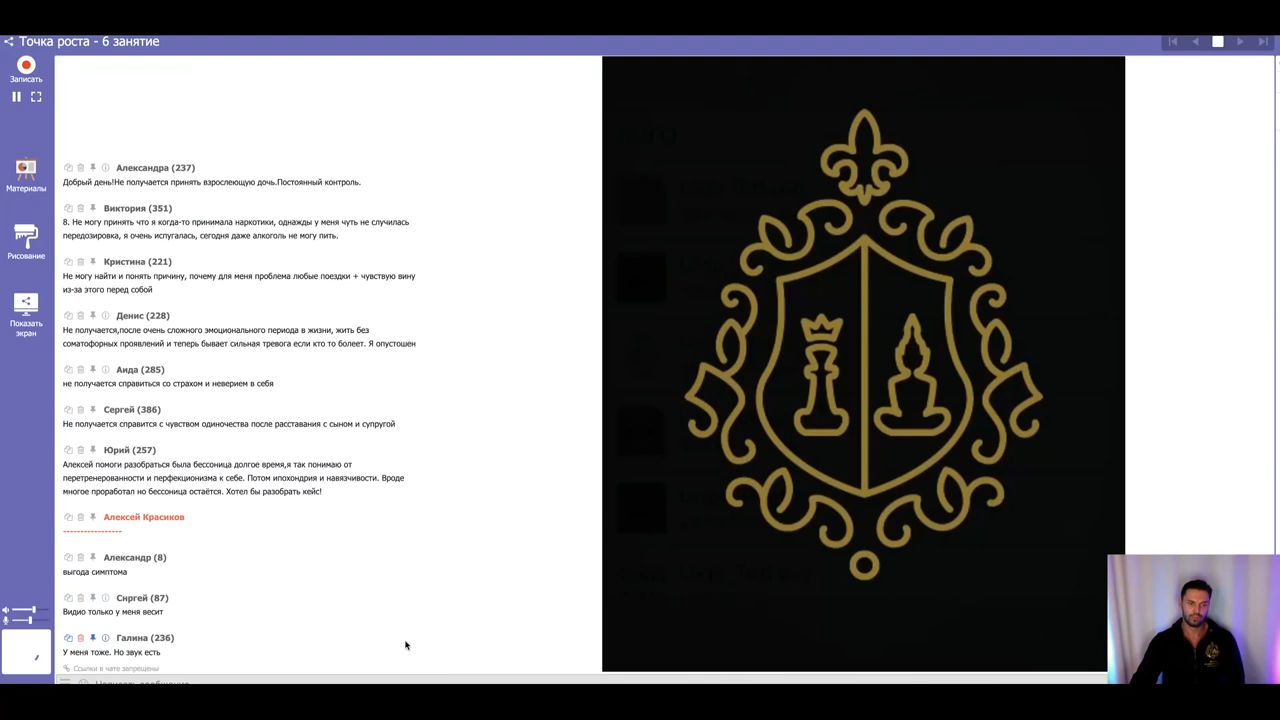 Точка роста - 6 занятие
Записать
Материалы
Рисование
Показать
экран
Александра (237)
Добрый день!Не получается принять взрослеющую дочь.Постоянный контроль.
Виктория (351)
8. Не могу принять что я когда-то принимала наркотики, однажды у меня чуть не случилась
передозировка, я очень испугалась, сегодня даже алкоголь не могу пить.
Кристина (221)
Не могу найти и понять причину, почему для меня проблема любые поездки + чувствую вину
из-за этого перед собой
Денис (228)
Не получается,после очень сложного эмоционального периода в жизни, жить без
соматофорных проявлений и теперь бывает сильная тревога если кто то болеет. Я опустошен
Аида (285)
не получается справиться со страхом и неверием в себя
Сергей (386)
Не получается справится с чувством одиночества после расставания с сыном и супругой
Юрий (257)
Алексей помоги разобраться была бессоница долгое время,я так понимаю от
перетренерованности и перфекционизма к себе. Потом ипохондрия и навязчивости. Вроде
многое проработал но бессоница остаётся. Хотел бы разобрать кейс!
Алексей Красиков
-----------------
Александр (8)
выгода симптома
Снргей (87)
Видио только у меня весит
Галина (236)
У меня тоже. Но звук есть
Ссылки в чате запрещены